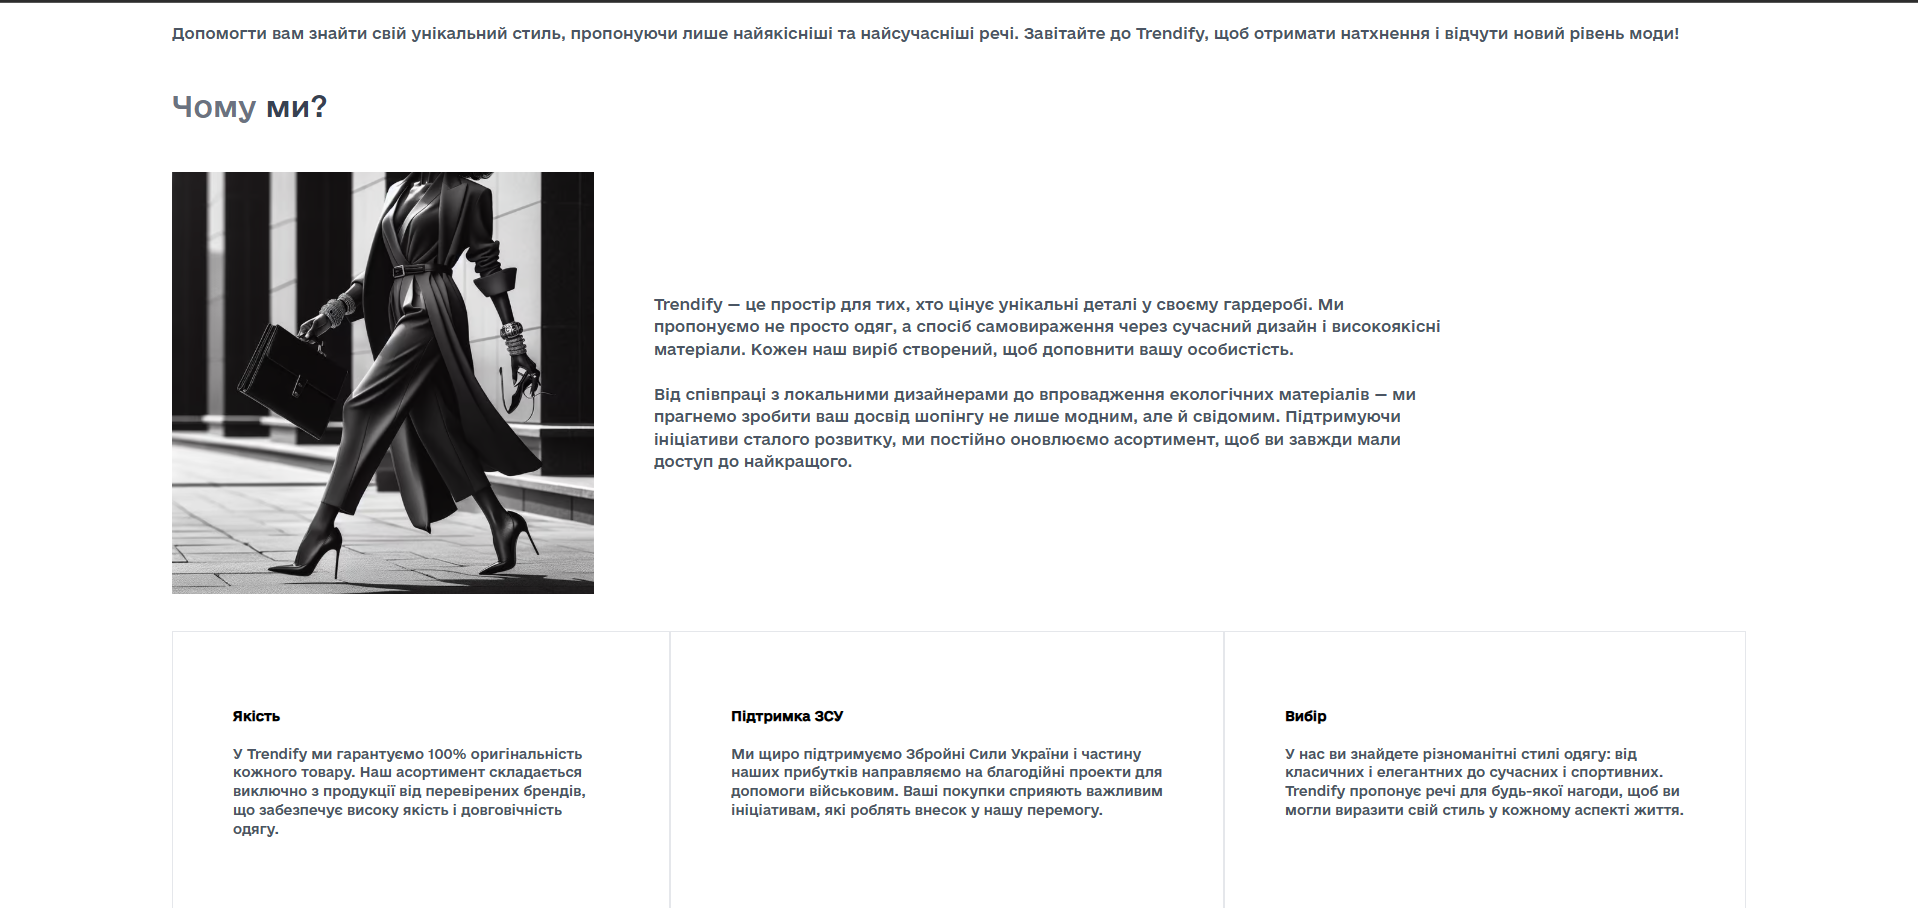 Допомогти вам знайти свій унікальний стиль, пропонуючи лише найякісніші та найсучасніші речі. Завітайте до Trendify, щоб отримати натхнення і відчути новий рівень моди!
Чому ми?
Trendify — це простір для тих, хто цінує унікальні деталі у своєму гардеробі. Ми
пропонуємо не просто одяг, а спосіб самовираження через сучасний дизайн і високоякісні
матеріали. Кожен наш виріб створений, щоб доповнити вашу особистість.
Від співпраці з локальними дизайнерами до впровадження екологічних матеріалів — ми
прагнемо зробити ваш досвід шопінгу не лише модним, але й свідомим. Підтримуючи
ініціативи сталого розвитку, ми постійно оновлюємо асортимент, щоб ви завжди мали
доступ до найкращого.
Якість
У Trendify ми гарантуємо 100% оригінальність
кожного товару. Наш асортимент складається
виключно з продукції від перевірених брендів,
що забезпечує високу якість і довговічність
одягу.
Підтримка ЗСУ
Ми щиро підтримуємо Збройні Сили України і частину
наших прибутків направляємо на благодійні проекти для
допомоги військовим. Ваші покупки сприяють важливим
ініціативам, які роблять внесок у нашу перемогу.
Вибір
У нас ви знайдете різноманітні стилі одягу: від
класичних і елегантних до сучасних і спортивних.
Trendify пропонує речі для будь-якої нагоди, щоб ви
могли виразити свій стиль у кожному аспекті життя.